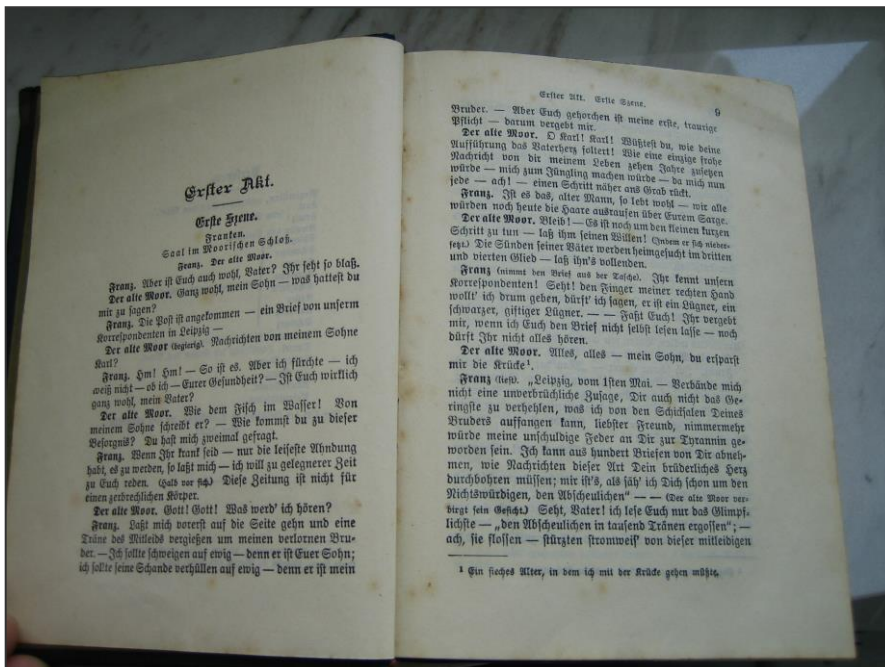 Erster Akt.
Erste Szene.
Franken.
Saal im Moorischen Schloß.
Franz. Der alte Moor.
Franz. Aber ist Euch auch wohl, Vater? Ihr seht so blaß.
Der alte Moor. Ganz wohl, mein Sohn — was hattest du
mir zu sagen?
Franz. Die Post ist angekommen — ein Brief von unserm
Korrespondenten in Leipzig —
Der alte Moor (begierig). Nachrichten von meinem Sohne
Karl?
Franz. Hm! Hm! — So ist es. Aber ich fürchte — ich
weiß nicht — ob ich — Eurer Gesundheit? — Ist Euch wirklich
ganz wohl, mein Vater?
Der alte Moor. Wie dem Fisch im Wasser! Von
meinem Sohne schreibt er? — Wie kommst du zu dieser
Besorgnis? Du hast mich zweimal gefragt.
Franz. Wenn Ihr krank seid — nur die leiseste Ahndung
habt, es zu werden, so laßt mich — ich will zu gelegnerer Zeit
zu Euch reden. (Halb vor sich.) Diese Zeitung ist nicht für
einen zerbrechlichen Körper.
Der alte Moor. Gott! Gott! Was werd' ich hören?
Franz. Laßt mich vorerst auf die Seite gehn und eine
Träne des Mitleids vergießen um meinen verlornen Bru-
der. — Ich sollte schweigen auf ewig — denn er ist Euer Sohn;
ich sollte seine Schande verhüllen auf ewig — denn er ist mein
Erster Akt. Erste Szene. 9
Bruder. — Aber Euch gehorchen ist meine erste, traurige
Pflicht — darum vergebt mir.
Der alte Moor. O Karl! Karl! Wüßtest du, wie deine
Aufführung das Vaterherz foltert! Wie eine einzige frohe
Nachricht von dir meinem Leben zehen Jahre zusetzen
würde — mich zum Jüngling machen würde — da mich nun
jede — ach! — einen Schritt näher ans Grab rückt.
Franz. Ist es das, alter Mann, so lebt wohl — wir alle
würden noch heute die Haare ausraufen über Eurem Sarge.
Der alte Moor. Bleib! — Es ist noch um den kleinen kurzen
Schritt zu tun — laß ihm seinen Willen! (Indem er sich nieder-
setzt.) Die Sünden seiner Väter werden heimgesucht im dritten
und vierten Glied — laß ihn's vollenden.
Franz (nimmt den Brief aus der Tasche). Ihr kennt unsern
Korrespondenten! Seht! den Finger meiner rechten Hand
wollt' ich drum geben, dürft' ich sagen, er ist ein Lügner, ein
schwarzer, giftiger Lügner. — — Faßt Euch! Ihr vergebt
mir, wenn ich Euch den Brief nicht selbst lesen lasse — noch
dürft Ihr nicht alles hören.
Der alte Moor. Alles, alles — mein Sohn, du ersparst
mir die Krücke¹.
Franz (liest). „Leipzig, vom 1sten Mai. — Verbände mich
nicht eine unverbrüchliche Zusage, Dir auch nicht das Ge-
ringste zu verhehlen, was ich von den Schicksalen Deines
Bruders auffangen kann, liebster Freund, nimmermehr
würde meine unschuldige Feder an Dir zur Tyrannin ge-
worden sein. Ich kann aus hundert Briefen von Dir abneh-
men, wie Nachrichten dieser Art Dein brüderliches Herz
durchbohren müssen; mir ist's, als säh' ich Dich schon um den
Nichtswürdigen, den Abscheulichen“ — — (Der alte Moor ver-
birgt sein Gesicht.) Seht, Vater! ich lese Euch nur das Glimpf-
lichste — „den Abscheulichen in tausend Tränen ergossen“; —
ach, sie flossen — stürzten stromweis' von dieser mitleidigen
¹ Ein sieches Alter, in dem ich mit der Krücke gehen müßte.